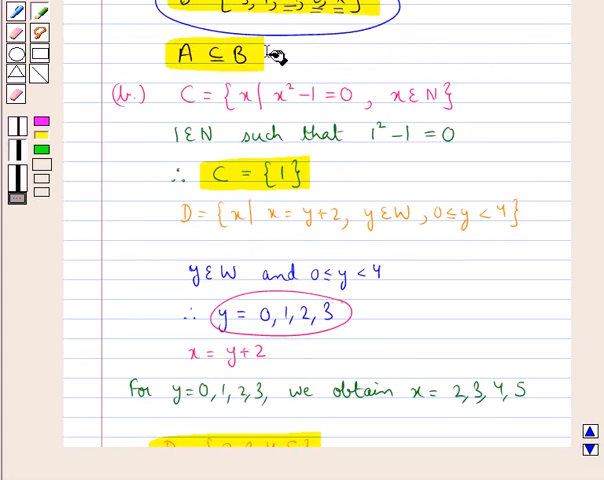 A ⊆ B
(b.) C = {x | x² - 1 = 0 , x ∈ N}
1 ∈ N such that 1² - 1 = 0
∴ C = {1}
D = {x | x = y+2, y ∈ W , 0 ≤ y < 4}
y ∈ W and 0 ≤ y < 4
∴ y = 0, 1, 2, 3
x = y+2
For y = 0, 1, 2, 3, we obtain x = 2, 3, 4, 5